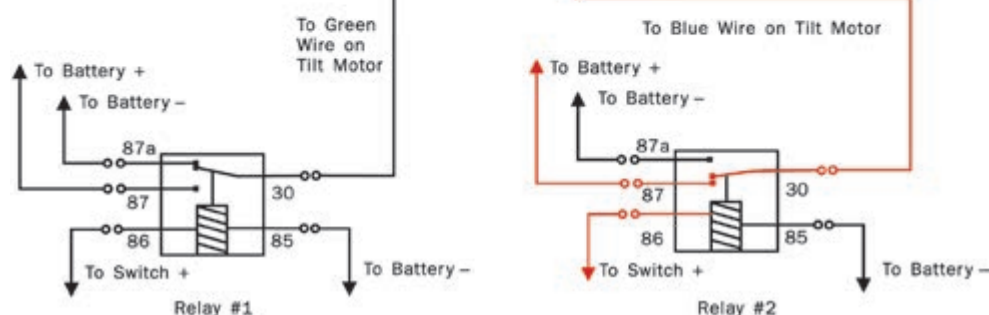 To Green
Wire on
Tilt Motor
To Battery +
To Battery –
87a
87
30
86
85
To Switch +
To Battery –
Relay #1
To Blue Wire on Tilt Motor
To Battery +
To Battery –
87a
87
30
86
85
To Switch +
To Battery –
Relay #2